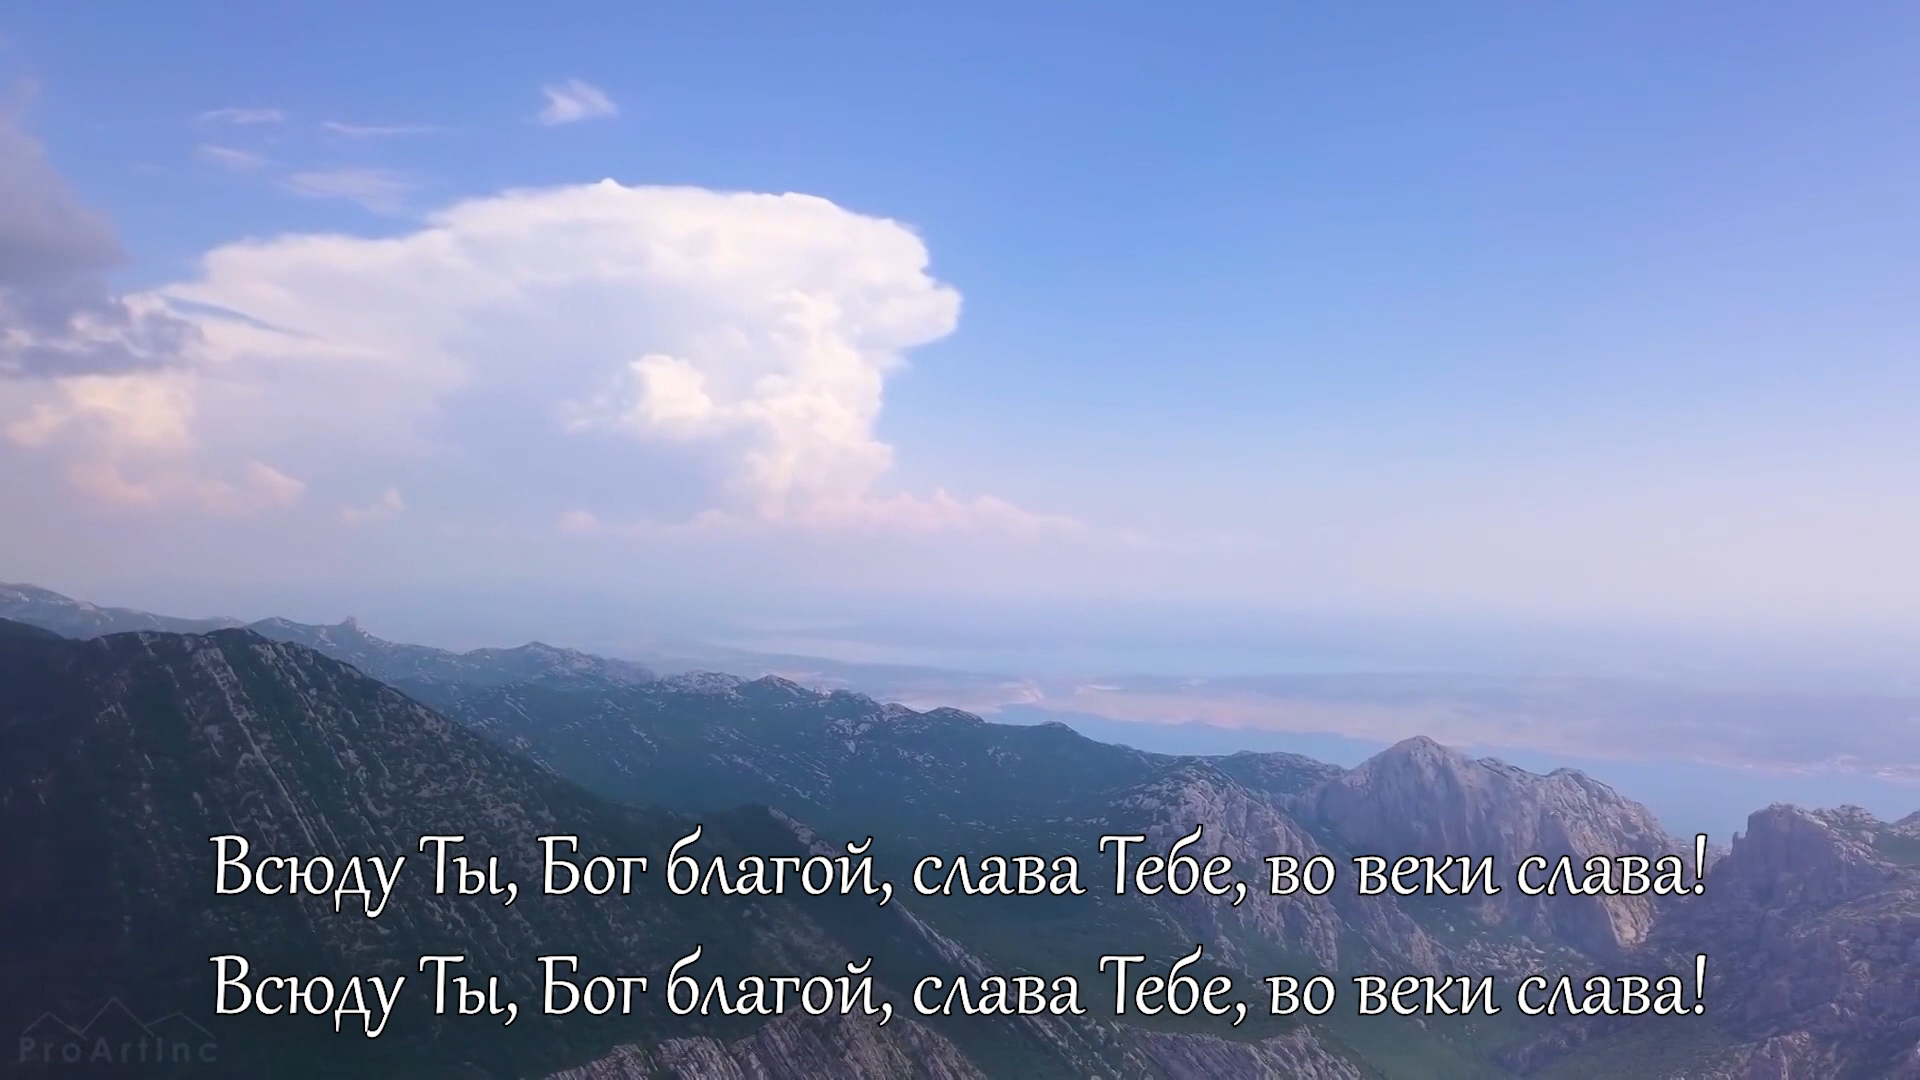 Всюду Ты, Бог благой, слава Тебе, во веки слава!
Всюду Ты, Бог благой, слава Тебе, во веки слава!
ProArtInc